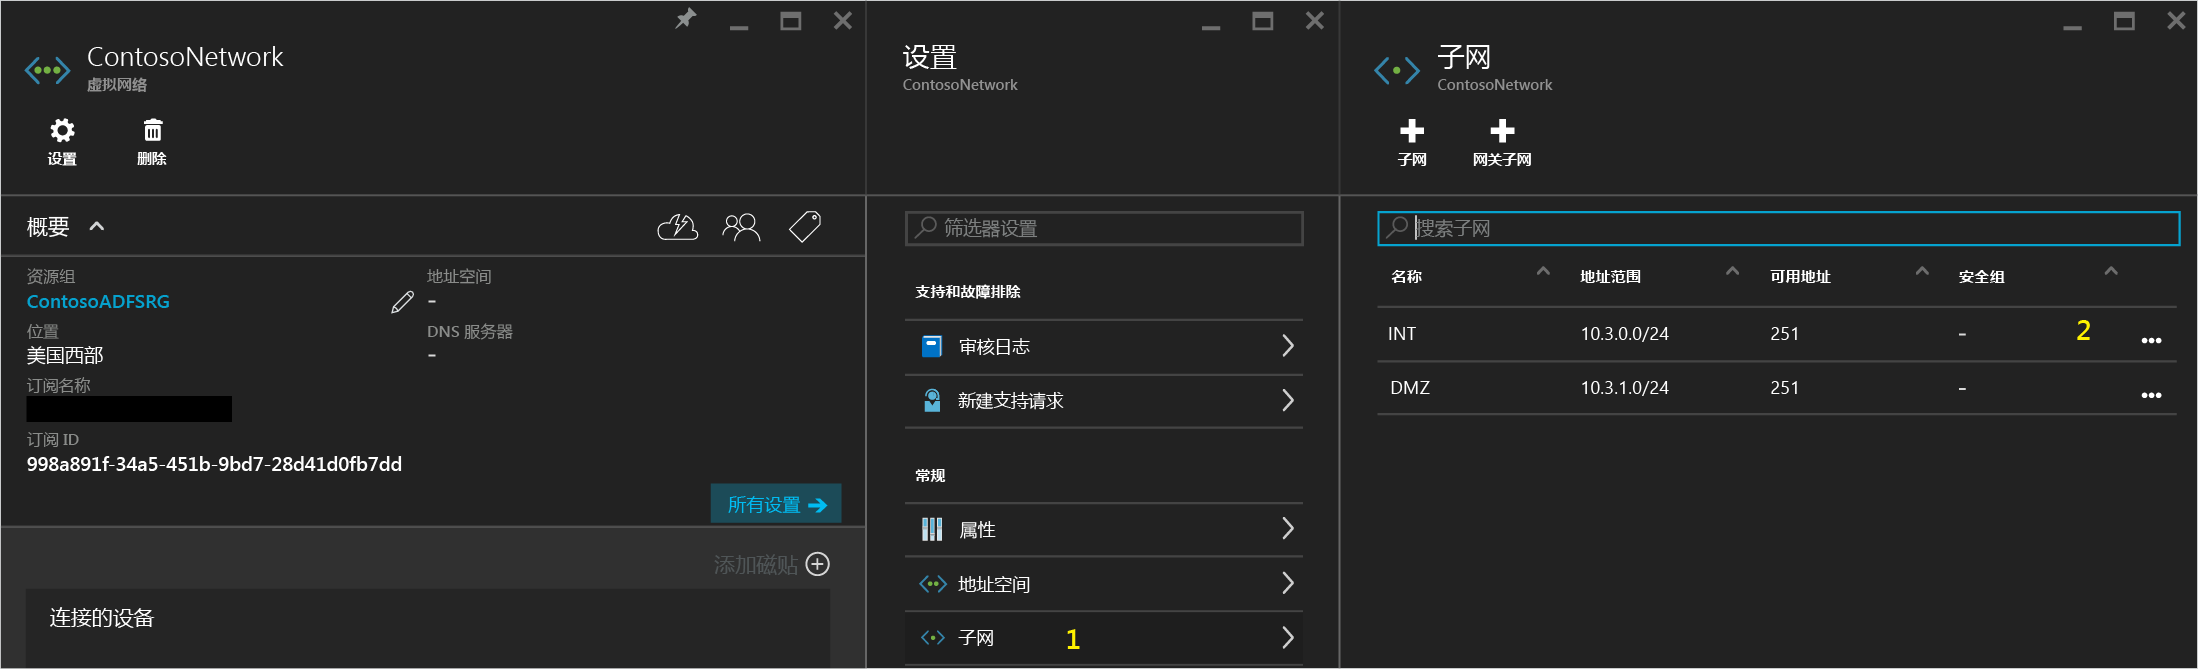 ContosoNetwork
虚拟网络
设置
删除
概要
资源组
ContosoADFSRG
位置
美国西部
订阅名称
订阅 ID
998a891f-34a5-451b-9bd7-28d41d0fb7dd
地址空间
-
DNS 服务器
-
所有设置
添加磁贴
连接的设备
设置
ContosoNetwork
筛选器设置
支持和故障排除
审核日志
新建支持请求
常规
属性
地址空间
子网 1
子网
ContosoNetwork
子网 网关子网
搜索子网
名称 地址范围 可用地址 安全组
INT 10.3.0.0/24 251 - 2 •••
DMZ 10.3.1.0/24 251 - •••